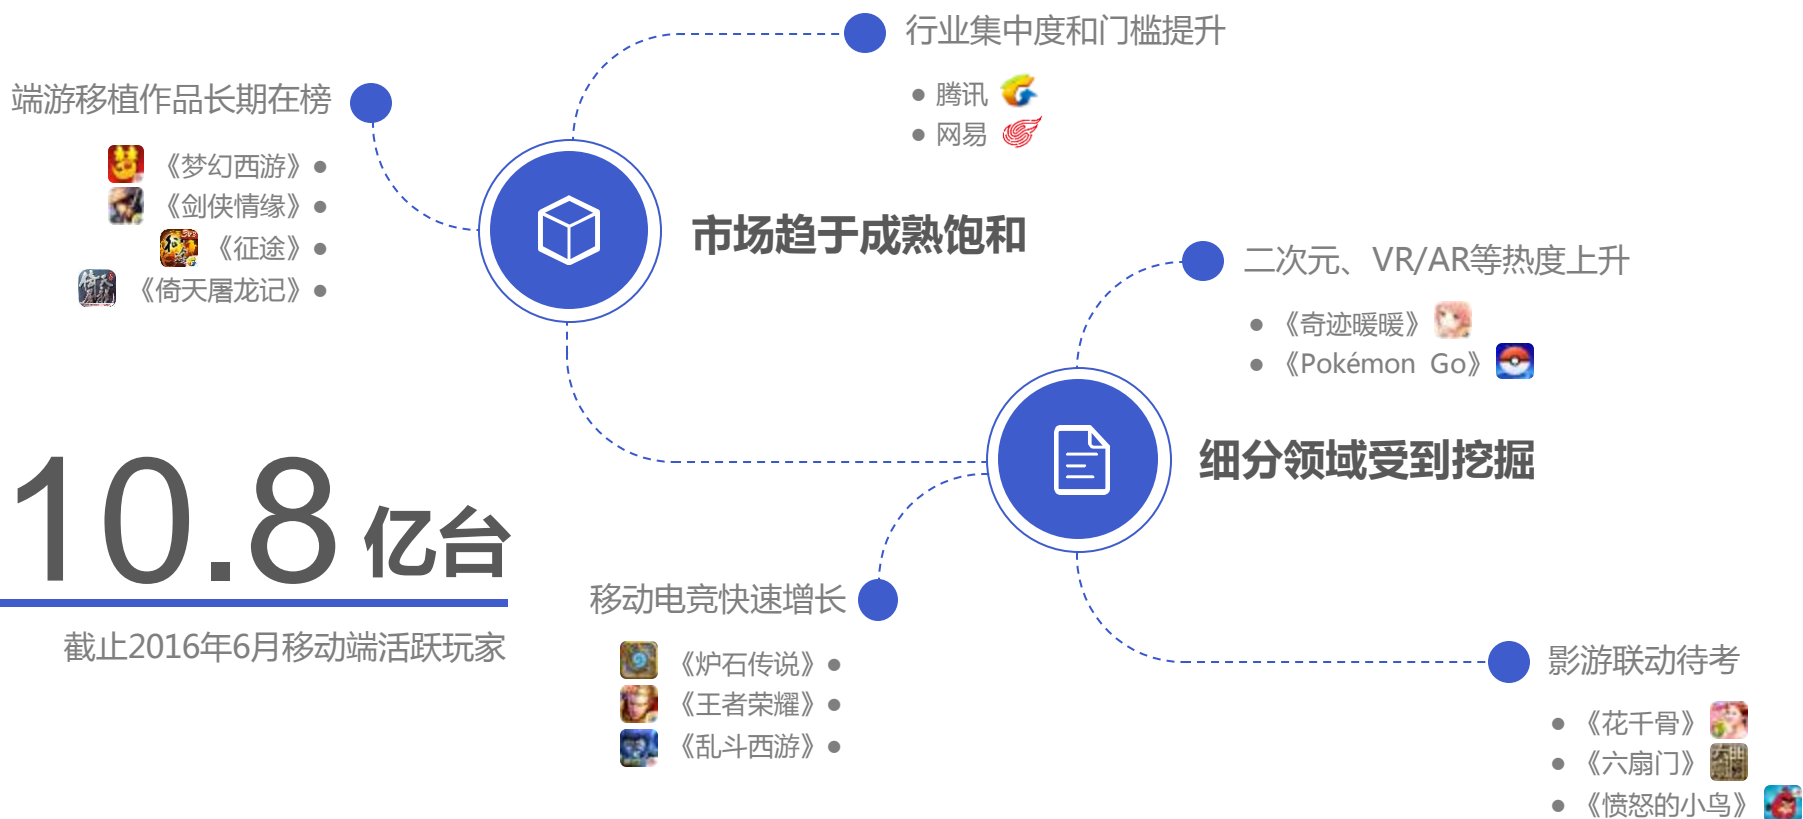 行业集中度和门槛提升
● 腾讯
● 网易
端游移植作品长期在榜
《梦幻西游》●
《剑侠情缘》●
《征途》●
《倚天屠龙记》●
市场趋于成熟饱和
二次元、VR/AR等热度上升
● 《奇迹暖暖》
● 《Pokémon Go》
细分领域受到挖掘
10.8 亿台
截止2016年6月移动端活跃玩家
移动电竞快速增长
《炉石传说》●
《王者荣耀》●
《乱斗西游》●
影游联动待考
● 《花千骨》
● 《六扇门》
● 《愤怒的小鸟》